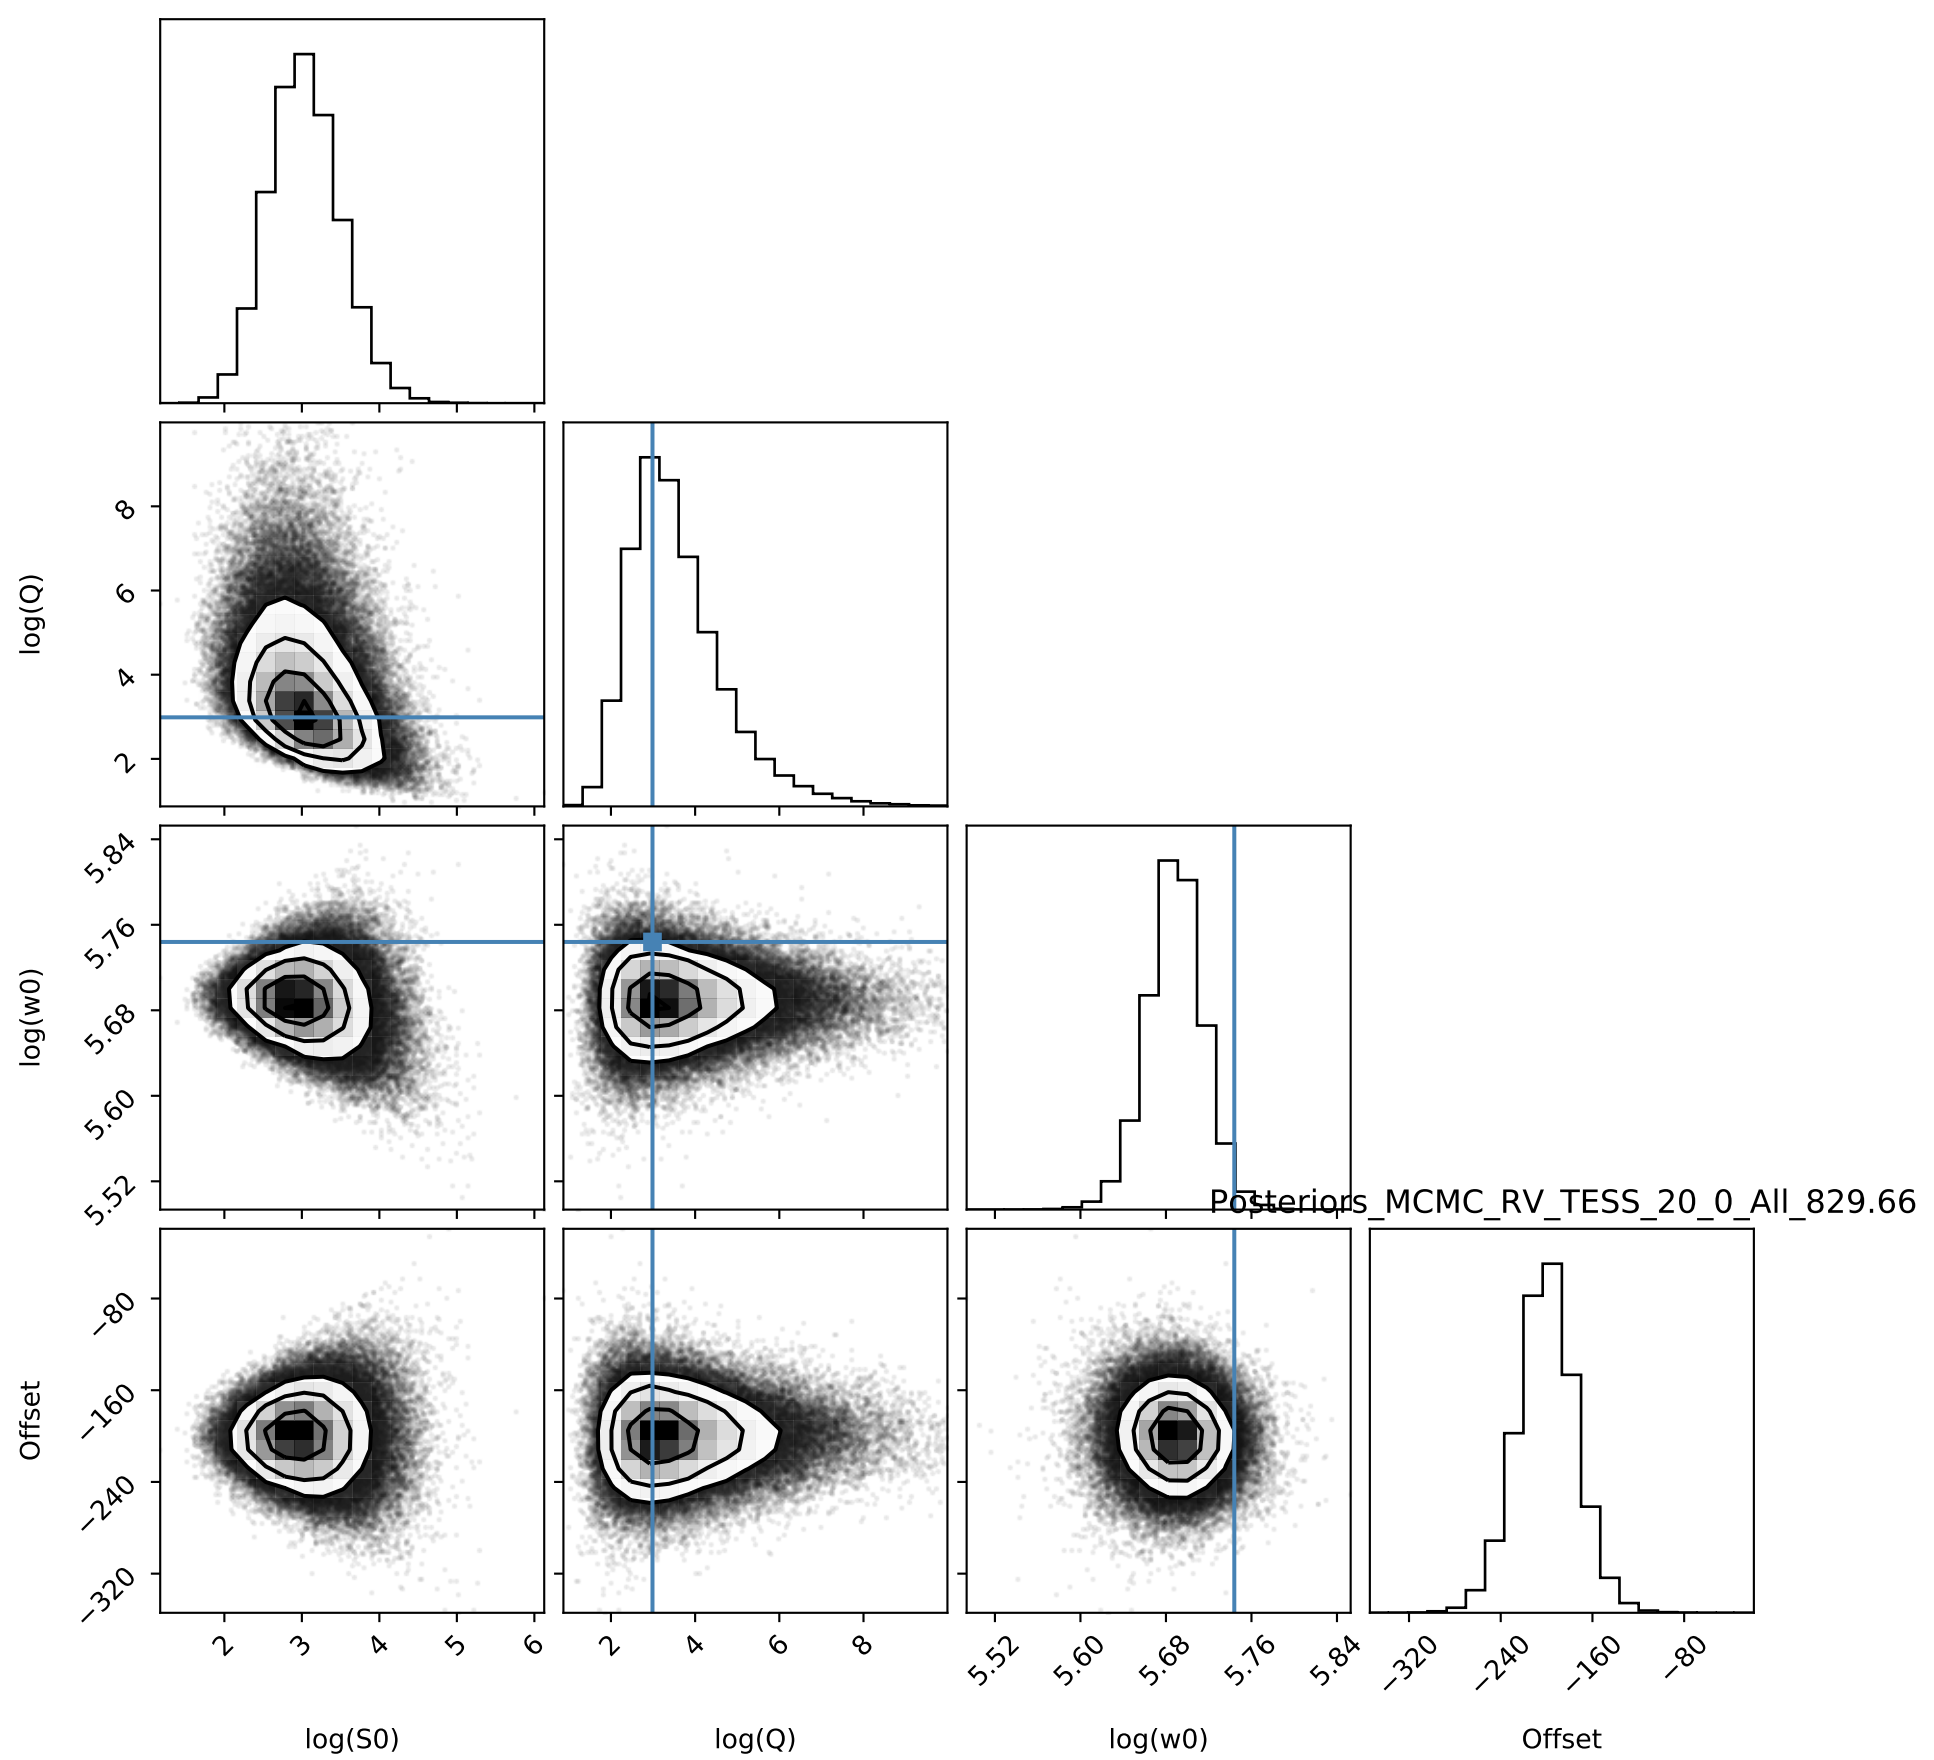 log(Q)
8
6
4
2
log(w0)
5.84
5.76
5.68
5.60
5.52
Posteriors_MCMC_RV_TESS_20_0_All_829.66
Offset
−80
−160
−240
−320
2 3 4 5 6
2 4 6 8
5.52 5.60 5.68 5.76 5.84
−320 −240 −160 −80
log(S0) log(Q) log(w0) Offset